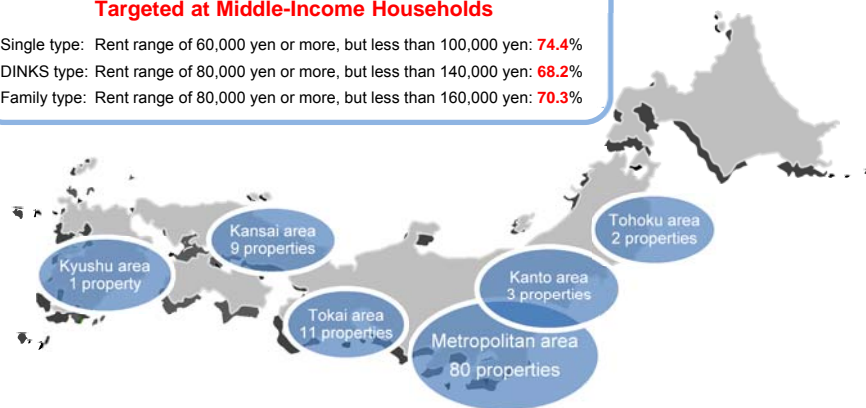 Targeted at Middle-Income Households
Single type: Rent range of 60,000 yen or more, but less than 100,000 yen: 74.4%
DINKS type: Rent range of 80,000 yen or more, but less than 140,000 yen: 68.2%
Family type: Rent range of 80,000 yen or more, but less than 160,000 yen: 70.3%
Kansai area
9 properties
Tohoku area
2 properties
Kyushu area
1 property
Kanto area
3 properties
Tokai area
11 properties
Metropolitan area
80 properties